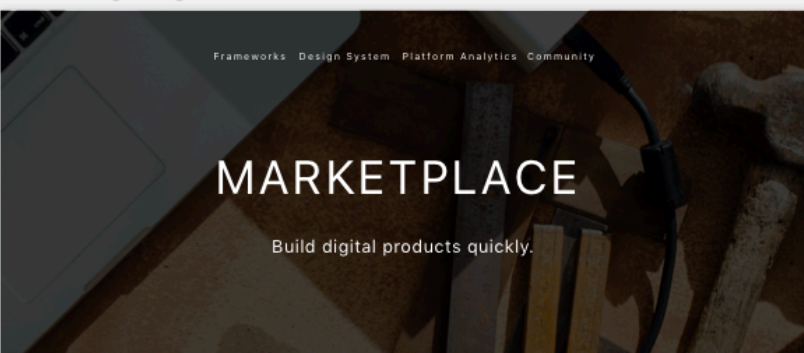 Frameworks Design System Platform Analytics Community
MARKETPLACE
Build digital products quickly.